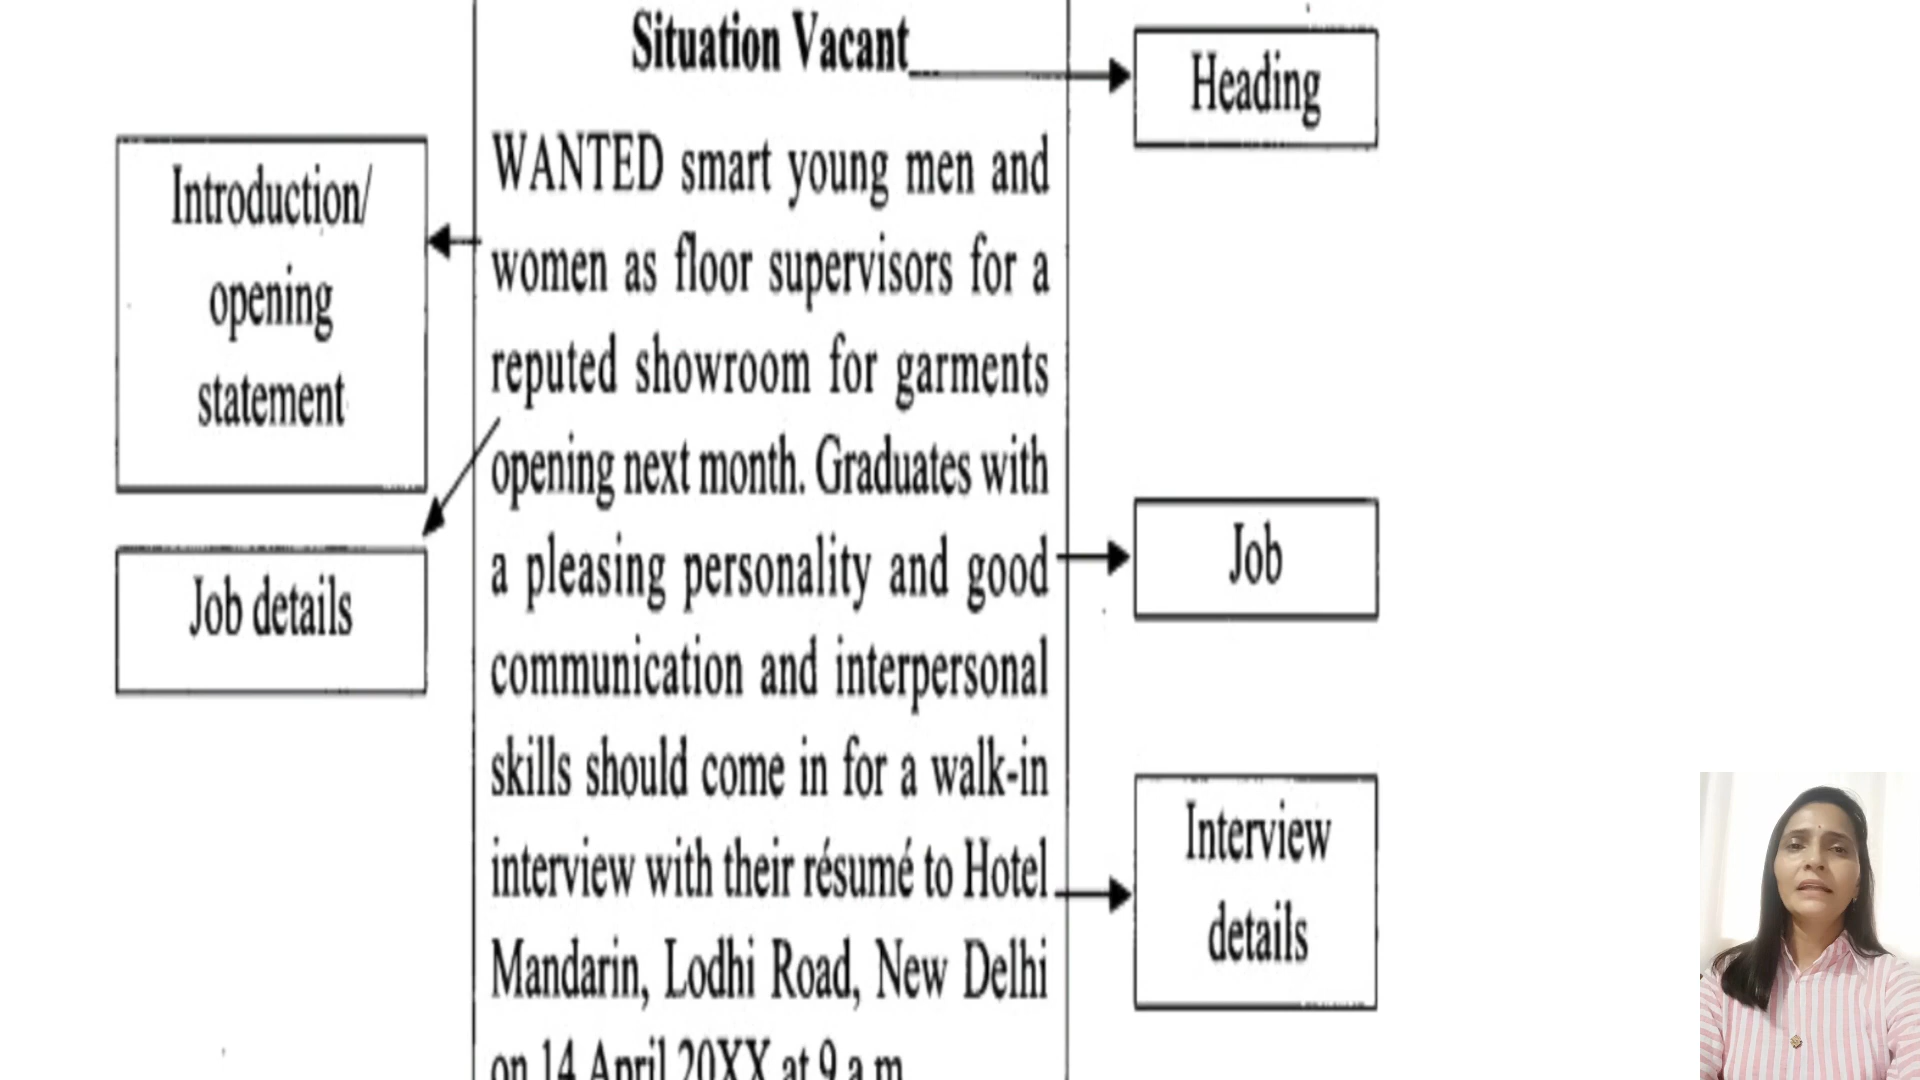 Situation Vacant
Heading
WANTED smart young men and
women as floor supervisors for a
reputed showroom for garments
opening next month. Graduates with
a pleasing personality and good
communication and interpersonal
skills should come in for a walk-in
interview with their résumé to Hotel
Mandarin, Lodhi Road, New Delhi
on 14 April 20XX at 9 a.m.
Introduction/
opening
statement
Job details
Job
Interview
details